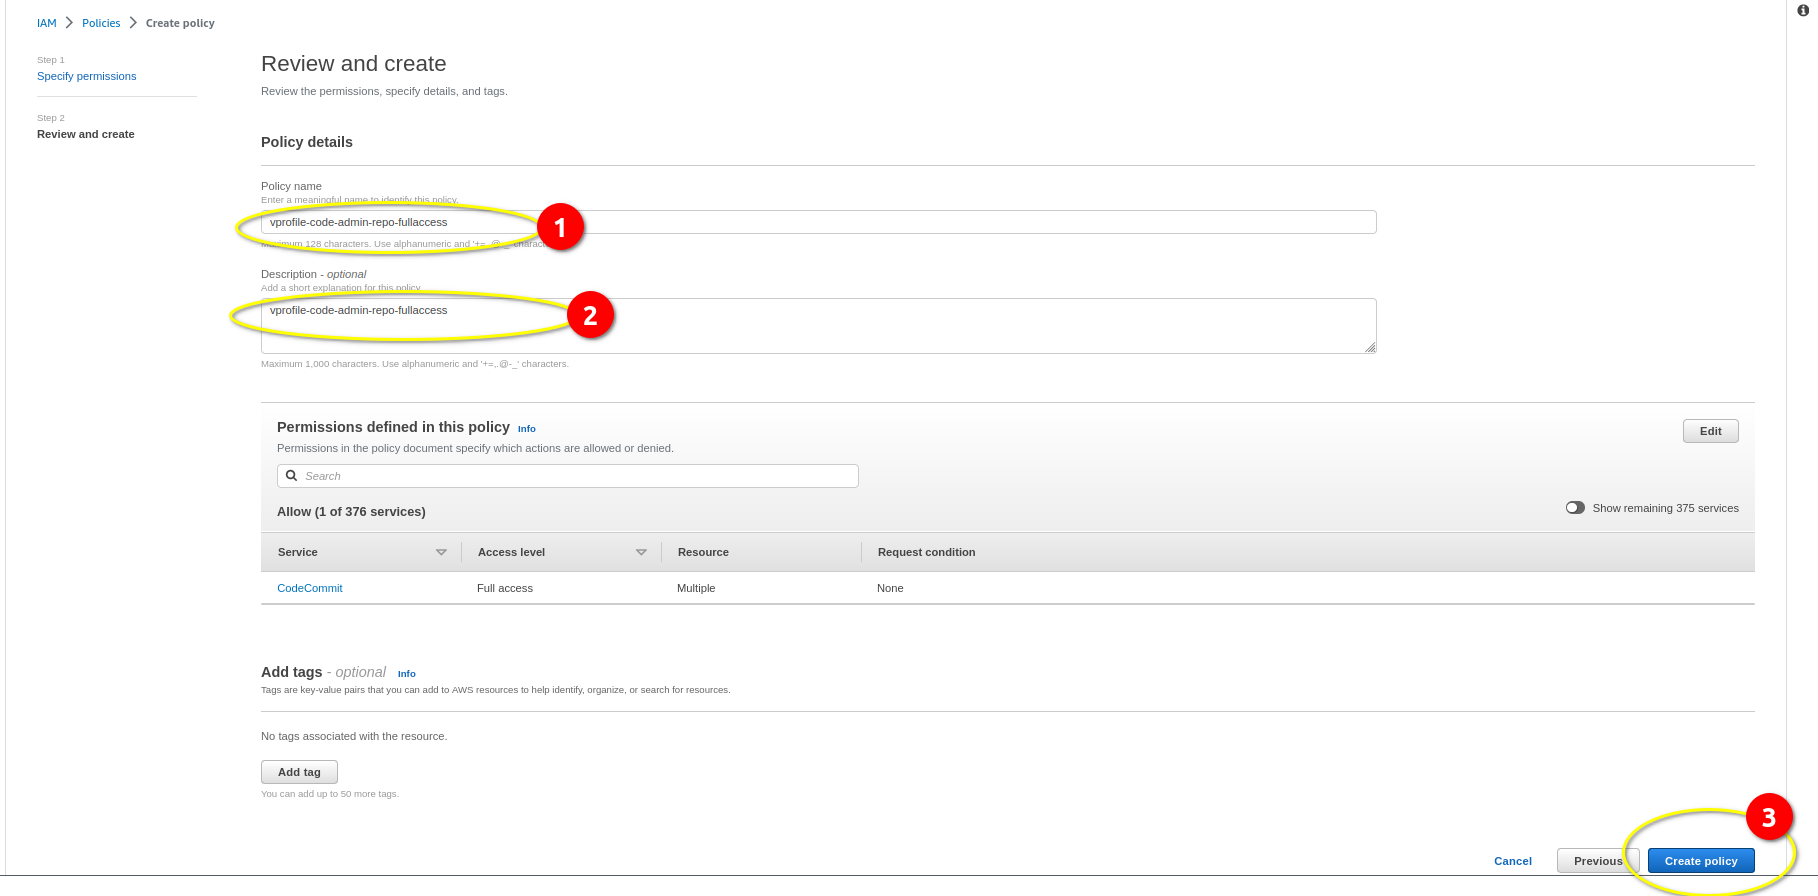 IAM > Policies > Create policy
Step 1
Specify permissions
Step 2
Review and create
Review and create
Review the permissions, specify details, and tags.
Policy details
Policy name
Enter a meaningful name to identify this policy.
vprofile-code-admin-repo-fullaccess
1
Maximum 128 characters. Use alphanumeric and '+=,.@-_' charac
Description - optional
Add a short explanation for this policy.
vprofile-code-admin-repo-fullaccess
2
Maximum 1,000 characters. Use alphanumeric and '+=,.@-_' characters.
Permissions defined in this policy Info
Edit
Permissions in the policy document specify which actions are allowed or denied.
Search
Allow (1 of 376 services)
Show remaining 375 services
Service Access level Resource Request condition
CodeCommit Full access Multiple None
Add tags - optional Info
Tags are key-value pairs that you can add to AWS resources to help identify, organize, or search for resources.
No tags associated with the resource.
Add tag
You can add up to 50 more tags.
3
Cancel Previous Create policy